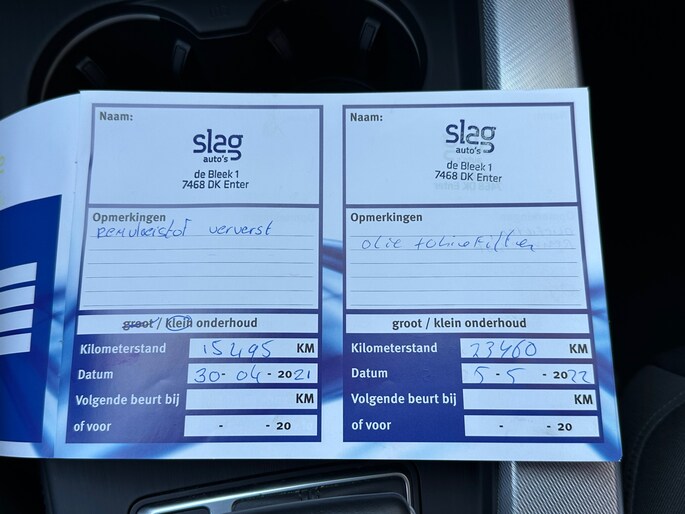 Naam:
slag
auto's
de Bleek 1
7468 DK Enter
Opmerkingen
Remvloeistof ververst
groot / klein onderhoud
Kilometerstand 15495 KM
Datum 30-04-2021
Volgende beurt bij KM
of voor - - 20
Naam:
slag
auto's
de Bleek 1
7468 DK Enter
Opmerkingen
olie + olie filter
groot / klein onderhoud
Kilometerstand 23460 KM
Datum 5-5-2022
Volgende beurt bij KM
of voor - - 20